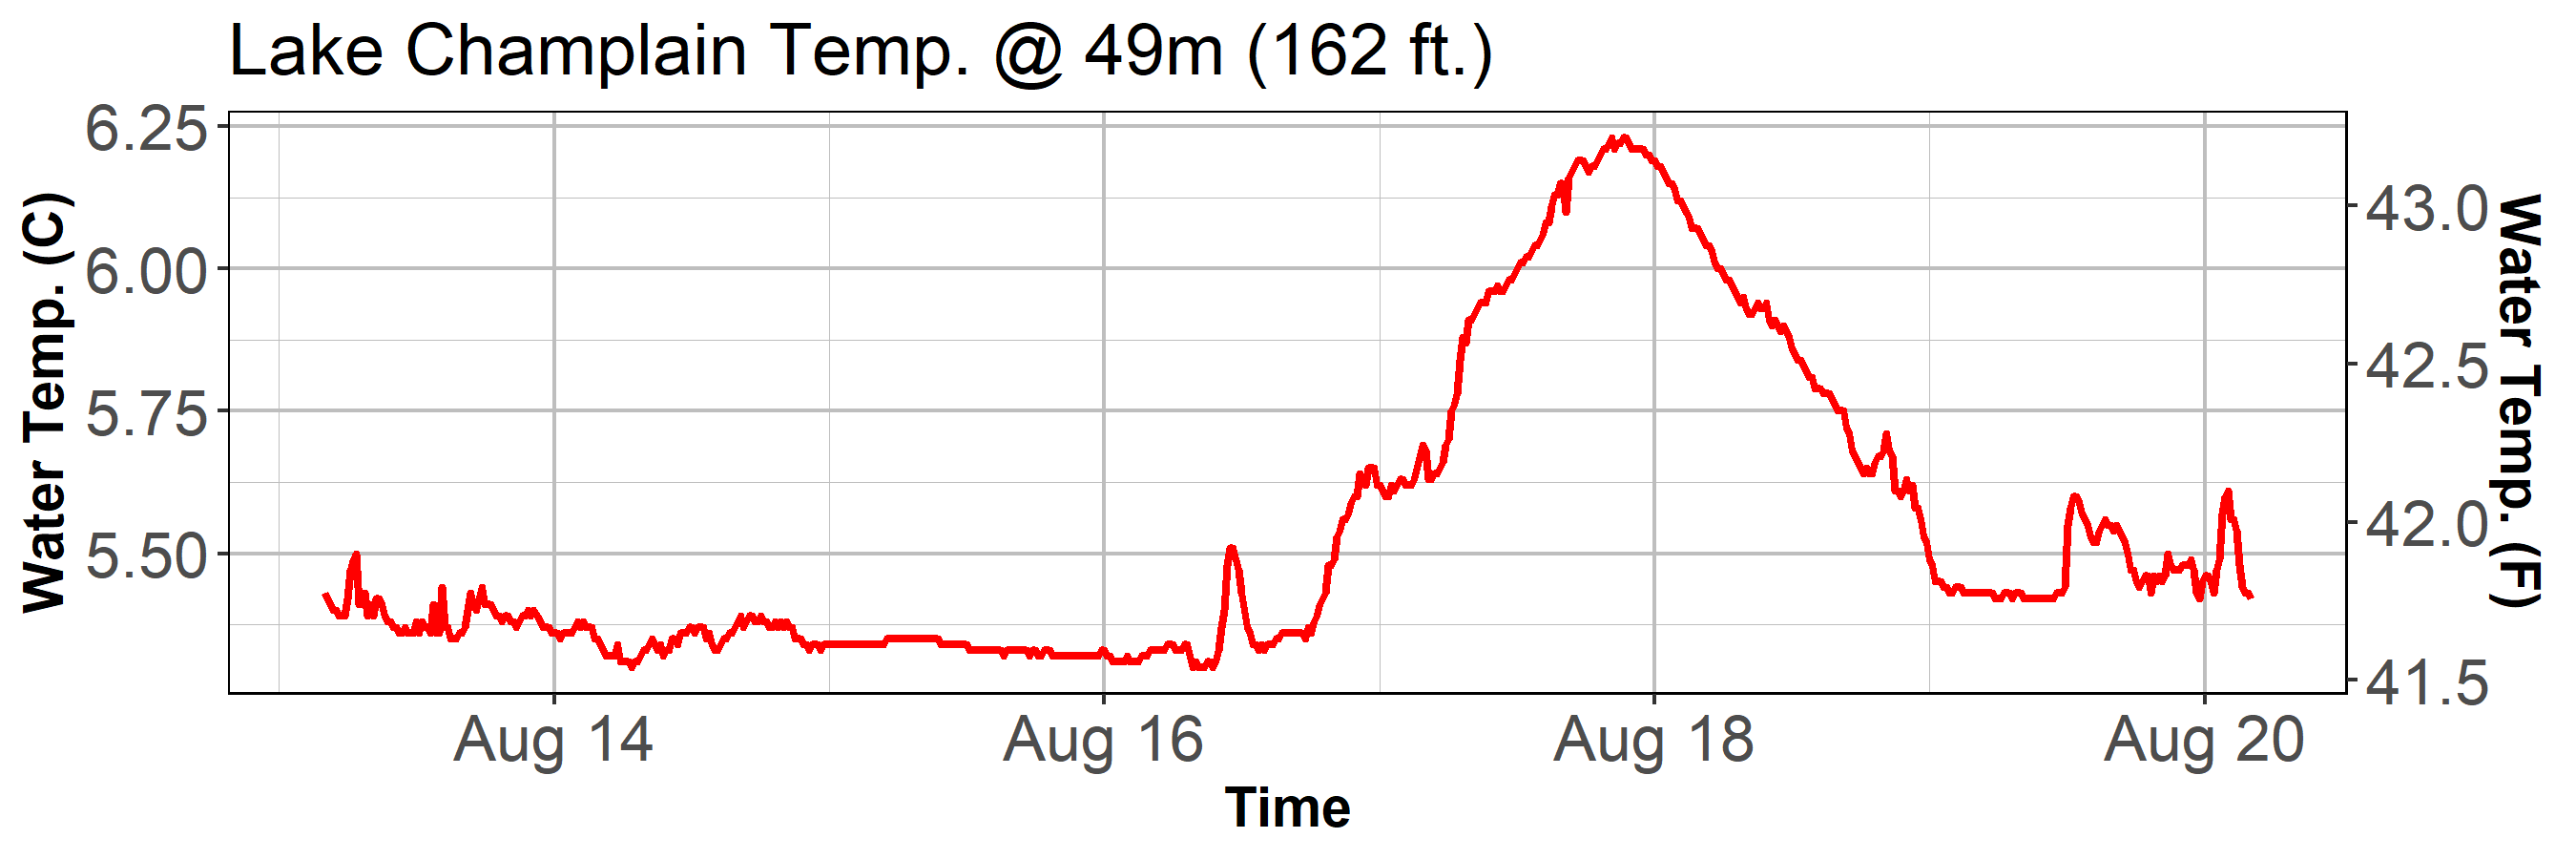 Lake Champlain Temp. @ 49m (162 ft.)
Water Temp. (C)
6.25
6.00
5.75
5.50
43.0
42.5
42.0
41.5
Water Temp. (F)
Aug 14
Aug 16
Aug 18
Aug 20
Time